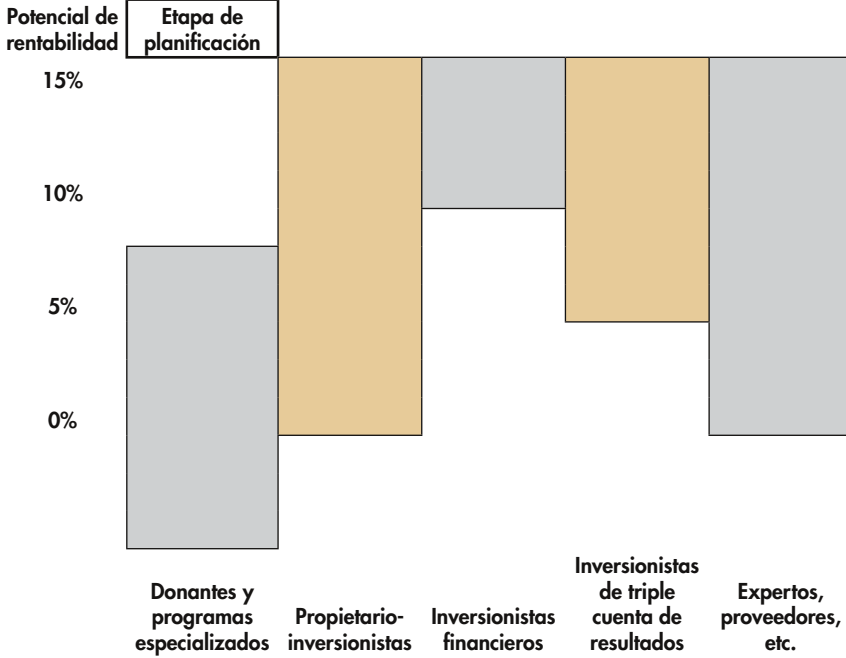 Potencial de
rentabilidad
Etapa de
planificación
15%
10%
5%
0%
Donantes y
programas
especializados
Propietario-
inversionistas
Inversionistas
financieros
Inversionistas
de triple
cuenta de
resultados
Expertos,
proveedores,
etc.